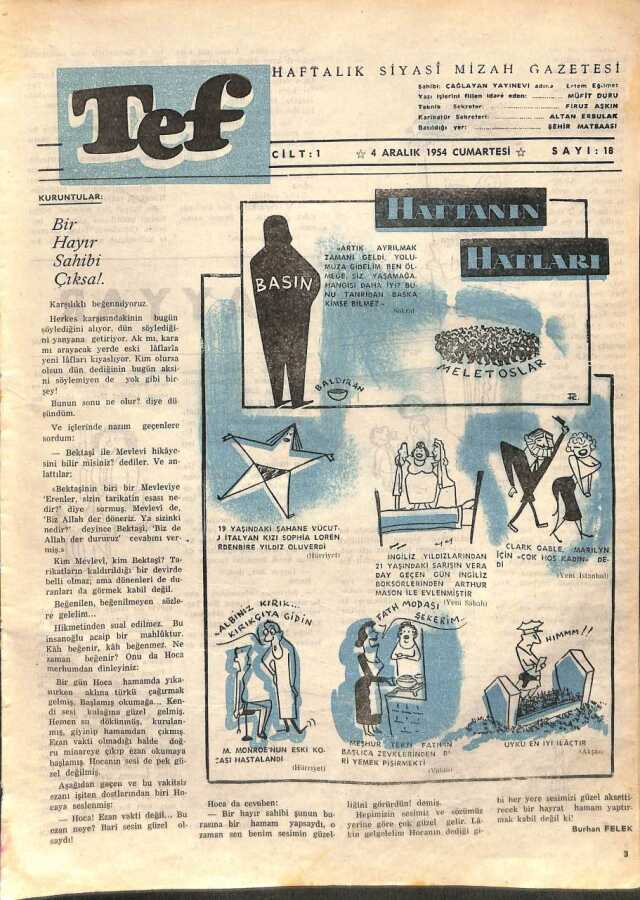 Tef
HAFTALIK SİYASÎ MİZAH GAZETESİ
Sahibi: ÇAĞLAYAN YAYINEVİ adına Ertem Eğilmez
Yazı işlerini fiilen idare eden: MÜFİT DURU
Teknik Sekreter: FİRUZ AŞKIN
Karikatür Sekreteri: ALTAN ERBULAK
Basıldığı yer: ŞEHİR MATBAASI
CİLT: 1 ☆ 4 ARALIK 1954 CUMARTESİ ☆ SAYI: 18
KURUNTULAR:
Bir
Hayır
Sahibi
Çıksa!.
Karşılıklı beğenmiyoruz.
Herkes karşısındakinin bugün
söylediğini alıyor, dün söylediği-
ni yanyana getiriyor. Ak mı, kara
mı arayacak yerde eski lâflarla
yeni lâfları kıyaslıyor. Kim olursa
olsun dün dediğinin bugün aksi-
ni söylemiyen de yok gibi bir-
şey!
Bunun sonu ne olur? diye dü
şündüm.
Ve içlerinde nazım geçenlere
sordum:
— Bektaşî ile Mevlevî hikâye-
sini bilir misiniz? dediler. Ve an-
lattılar;
«Bektaşinin biri bir Mevleviye
'Erenler, sizin tarikatin esası ne-
dir?' diye sormuş. Mevlevi de,
'Biz Allah der döneriz. Ya sizinki
nedir?' deyince Bektaşi, 'Biz de
Allah der dururuz' cevabını ver-
miş.»
Kim Mevlevi, kim Bektaşi? Ta-
rikatların kaldırıldığı bir devirde
belli olmaz; ama dönenleri de du-
ranları da görmek kabil değil.
Beğenilen, beğenilmeyen sözle-
re gelelim...
Hikmetinden sual edilmez. Bu
insanoğlu acaip bir mahlûktur.
Kâh beğenir, kâh beğenmez. Ne
zaman beğenir? Onu da Hoca
merhumdan dinleyiniz:
Bir gün Hoca hamamda yıka-
nırken aklına türkü çağırmak
gelmiş. Başlamış okumağa... Ken-
di sesi kulağına güzel gelmiş.
Hemen su dökünmüş, kurulan-
mış, giyinip hamamdan çıkmış.
Ezan vakti olmadığı halde doğ-
ru minareye çıkıp ezan okumaya
başlamış. Hocanın sesi de pek gü-
zel değilmiş.
Aşağıdan geçen ve bu vakitsiz
ezanı işiten dostlarından biri Ho-
caya seslenmiş:
— Hoca! Ezan vakti değil... Bu
ezan neye? Bari sesin güzel ol-
saydı!
Hoca da cevaben:
— Bir hayır sahibi şunun bu-
rasına bir hamam yapsaydı, o
zaman sen benim sesimin güzel-
liğini görürdün! demiş.
Hepimizin sesimiz ve sözümüz
yerine göre çok güzel gelir. Lâ-
kin gelgelelim Hocanın dediği gi-
bi her yere sesimizi güzel aksetti-
recek bir hayrat hamam yaptır-
mak kabil değil ki!
Burhan FELEK
HAFTANIN
HATLARI
BASIN
«ARTIK AYRILMAK
ZAMANI GELDİ, YOLU-
MUZA GİDELİM. BEN ÖL-
MEĞE, SİZ YAŞAMAĞA.
HANGİSİ DAHA İYİ? BU-
NU TANRIDAN BAŞKA
KİMSE BİLMEZ.»
BALDIRAN
MELETOSLAR
19 YAŞINDAKİ ŞAHANE VÜCUT-
İTALYAN KIZI SOPHİA LOREN
BİRDENBİRE YILDIZ OLUVERDİ
(Hürriyet)
İNGİLİZ YILDIZLARINDAN
21 YAŞINDAKİ SARIŞIN VERA
DAY GEÇEN GÜN İNGİLİZ
BOKSÖRLERİNDEN ARTHUR
MASON İLE EVLENMİŞTİR
(Yeni Sabah)
CLARK GABLE, MARILYN
İÇİN «ÇOK HOŞ KADIN» DE-
Dİ
(Yeni İstanbul)
KALBİNİZ KIRIK...
KIRIKÇIYA GİDİN
M. MONROE'NUN ESKİ KO-
CASI HASTALANDI
(Hürriyet)
FATH MODASI
ŞEKERİM..
MEŞHUR TERZİ FATH'IN
BAŞLICA ZEVKLERİNDEN Bİ-
Rİ YEMEK PİŞİRMEKTİ
(Vatan)
HIMMM!!
UYKU EN İYİ İLAÇTIR
(Akşam)
3